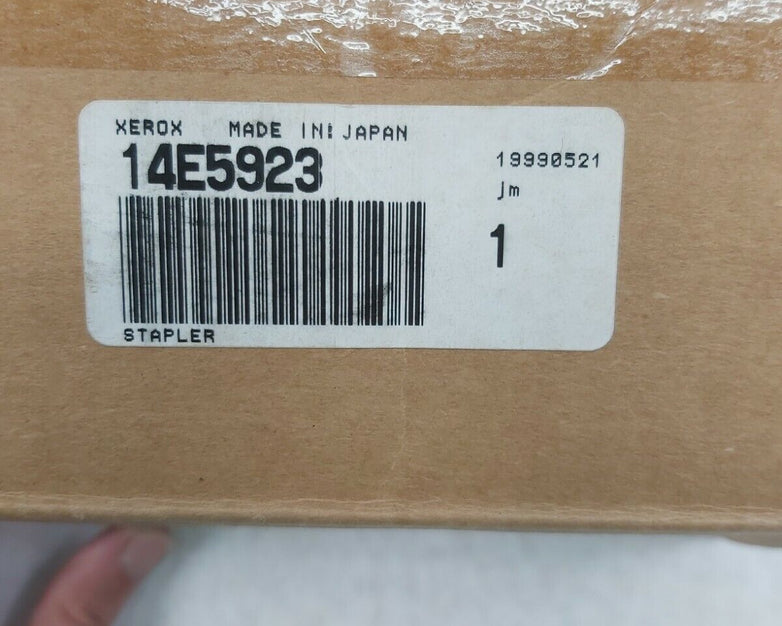 XEROX MADE IN JAPAN
14E5923
19990521
jm
1
STAPLER